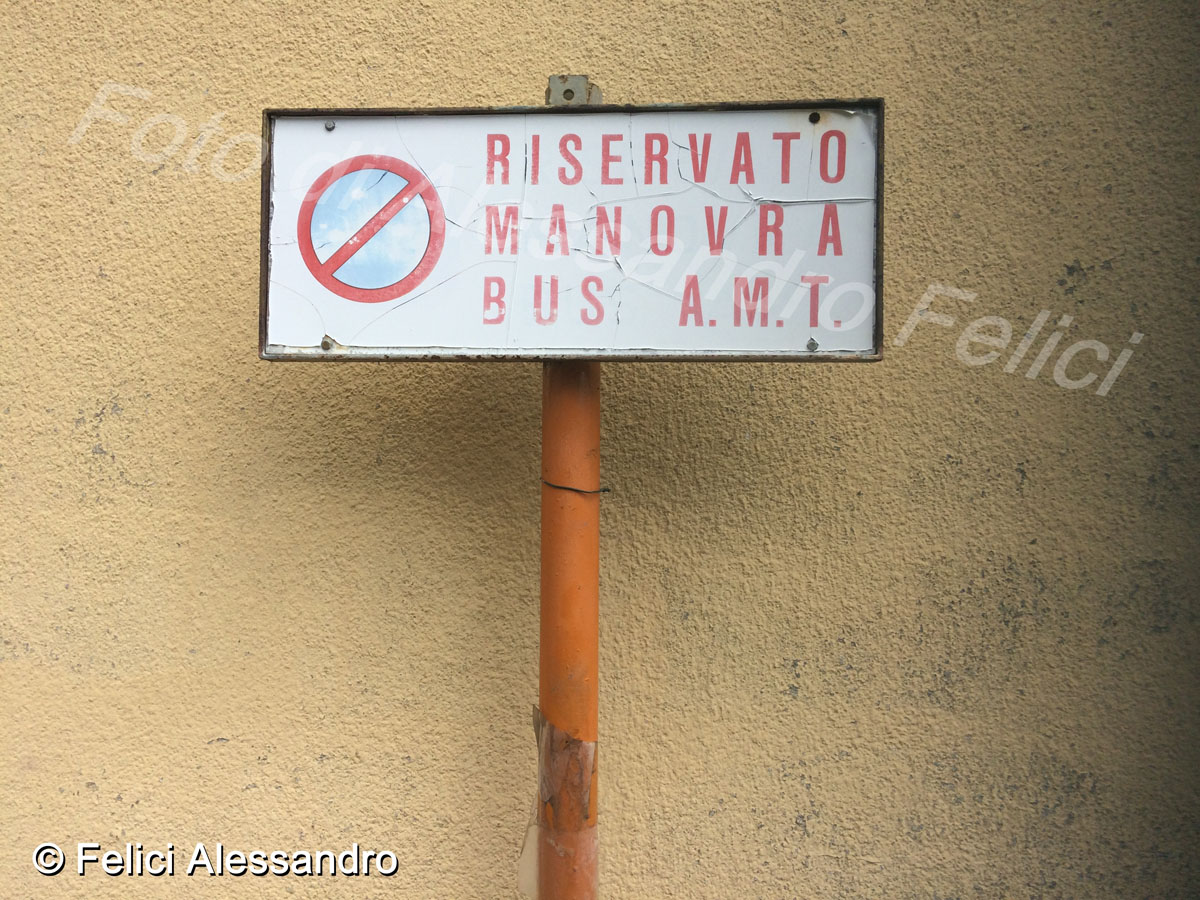 RISERVATO
MANOVRA
BUS A.M.T.
Foto di Alessandro Felici
© Felici Alessandro